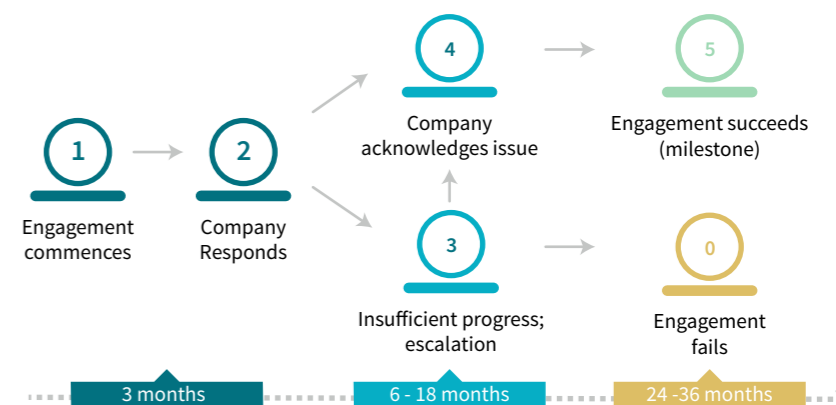 4
5
Company
acknowledges issue
Engagement succeeds
(milestone)
1
2
Engagement
commences
Company
Responds
3
0
Insufficient progress;
escalation
Engagement
fails
3 months
6 - 18 months
24 -36 months